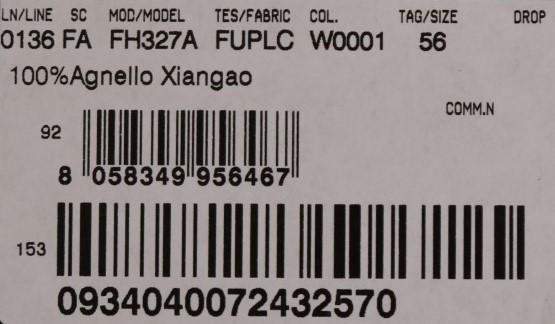 LN/LINE SC MOD/MODEL TES/FABRIC COL. TAG/SIZE DROP
0136 FA FH327A FUPLC W0001 56
100%Agnello Xiangao
COMM.N
92
8 058349 956467
153
0934040072432570